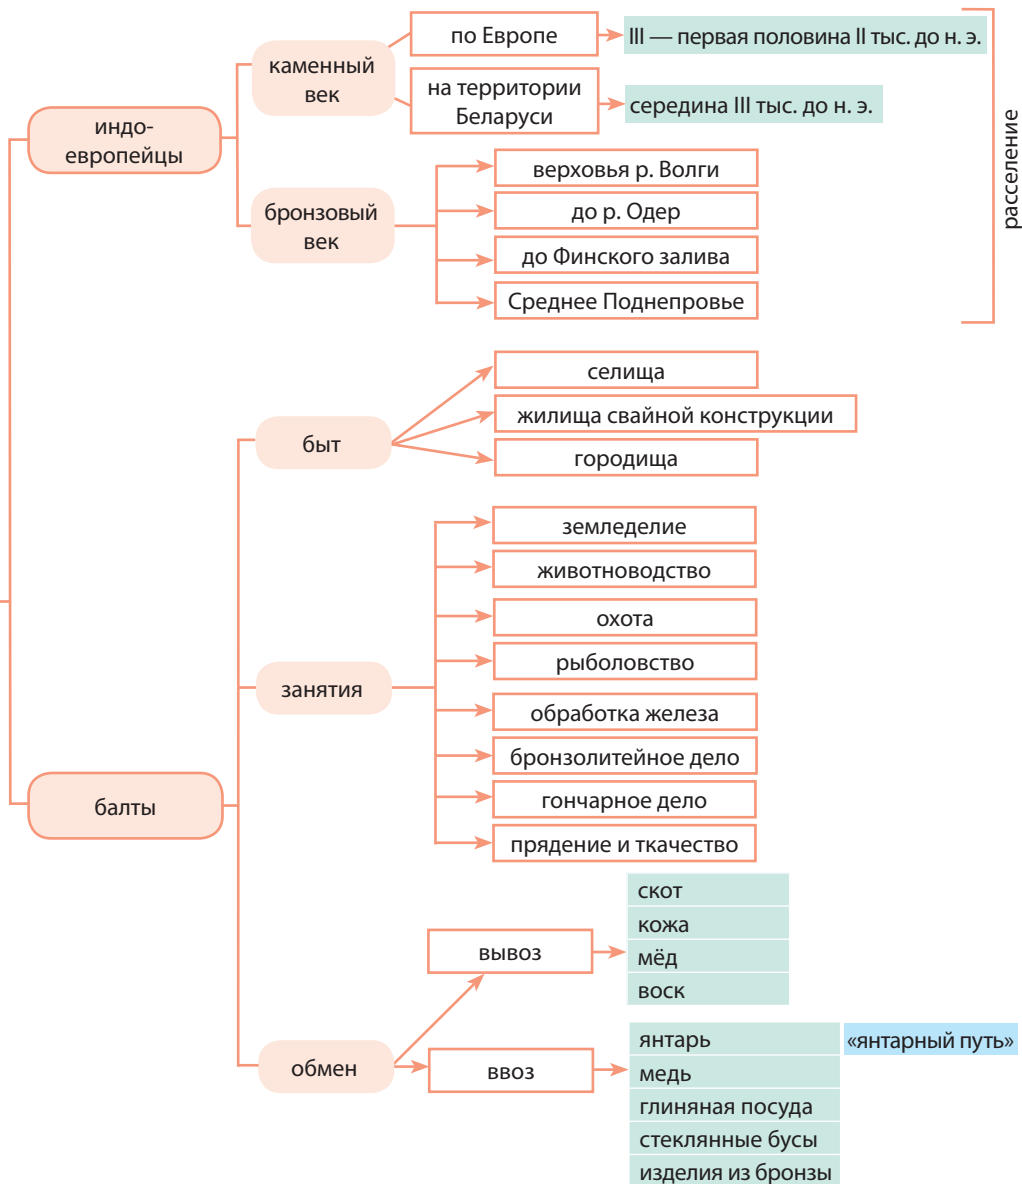 по Европе
III — первая половина II тыс. до н. э.
каменный
век
на территории
Беларуси
середина III тыс. до н. э.
индо-
европейцы
расселение
бронзовый
век
верховья р. Волги
до р. Одер
до Финского залива
Среднее Поднепровье
быт
селища
жилища свайной конструкции
городища
занятия
земледелие
животноводство
охота
рыболовство
обработка железа
бронзолитейное дело
гончарное дело
прядение и ткачество
балты
вывоз
скот
кожа
мёд
воск
обмен
ввоз
янтарь
«янтарный путь»
медь
глиняная посуда
стеклянные бусы
изделия из бронзы